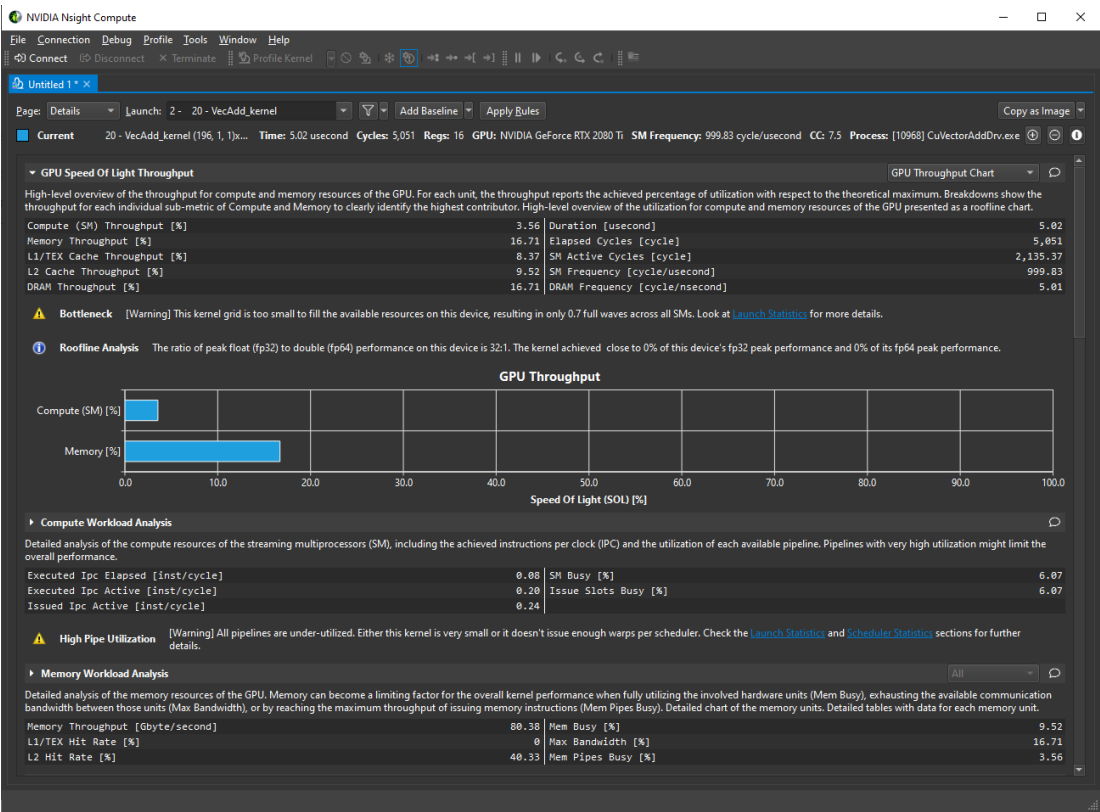 NVIDIA Nsight Compute
File Connection Debug Profile Tools Window Help
Connect Disconnect Terminate Profile Kernel
Untitled 1 *
Page: Details Launch: 2 - 20 - VecAdd_kernel Add Baseline Apply Rules Copy as Image
Current 20 - VecAdd_kernel (196, 1, 1)x... Time: 5.02 usecond Cycles: 5,051 Regs: 16 GPU: NVIDIA GeForce RTX 2080 Ti SM Frequency: 999.83 cycle/usecond CC: 7.5 Process: [10968] CuVectorAddDrv.exe
GPU Speed Of Light Throughput GPU Throughput Chart
High-level overview of the throughput for compute and memory resources of the GPU. For each unit, the throughput reports the achieved percentage of utilization with respect to the theoretical maximum. Breakdowns show the
throughput for each individual sub-metric of Compute and Memory to clearly identify the highest contributor. High-level overview of the utilization for compute and memory resources of the GPU presented as a roofline chart.
Compute (SM) Throughput [%] 3.56 Duration [usecond] 5.02
Memory Throughput [%] 16.71 Elapsed Cycles [cycle] 5,051
L1/TEX Cache Throughput [%] 8.37 SM Active Cycles [cycle] 2,135.37
L2 Cache Throughput [%] 9.52 SM Frequency [cycle/usecond] 999.83
DRAM Throughput [%] 16.71 DRAM Frequency [cycle/nsecond] 5.01
Bottleneck [Warning] This kernel grid is too small to fill the available resources on this device, resulting in only 0.7 full waves across all SMs. Look at Launch Statistics for more details.
Roofline Analysis The ratio of peak float (fp32) to double (fp64) performance on this device is 32:1. The kernel achieved close to 0% of this device's fp32 peak performance and 0% of its fp64 peak performance.
GPU Throughput
Compute (SM) [%]
Memory [%]
0.0 10.0 20.0 30.0 40.0 50.0 60.0 70.0 80.0 90.0 100.0
Speed Of Light (SOL) [%]
Compute Workload Analysis
Detailed analysis of the compute resources of the streaming multiprocessors (SM), including the achieved instructions per clock (IPC) and the utilization of each available pipeline. Pipelines with very high utilization might limit the
overall performance.
Executed Ipc Elapsed [inst/cycle] 0.08 SM Busy [%] 6.07
Executed Ipc Active [inst/cycle] 0.20 Issue Slots Busy [%] 6.07
Issued Ipc Active [inst/cycle] 0.24
High Pipe Utilization [Warning] All pipelines are under-utilized. Either this kernel is very small or it doesn't issue enough warps per scheduler. Check the Launch Statistics and Scheduler Statistics sections for further
details.
Memory Workload Analysis All
Detailed analysis of the memory resources of the GPU. Memory can become a limiting factor for the overall kernel performance when fully utilizing the involved hardware units (Mem Busy), exhausting the available communication
bandwidth between those units (Max Bandwidth), or by reaching the maximum throughput of issuing memory instructions (Mem Pipes Busy). Detailed chart of the memory units. Detailed tables with data for each memory unit.
Memory Throughput [Gbyte/second] 80.38 Mem Busy [%] 9.52
L1/TEX Hit Rate [%] 0 Max Bandwidth [%] 16.71
L2 Hit Rate [%] 40.33 Mem Pipes Busy [%] 3.56